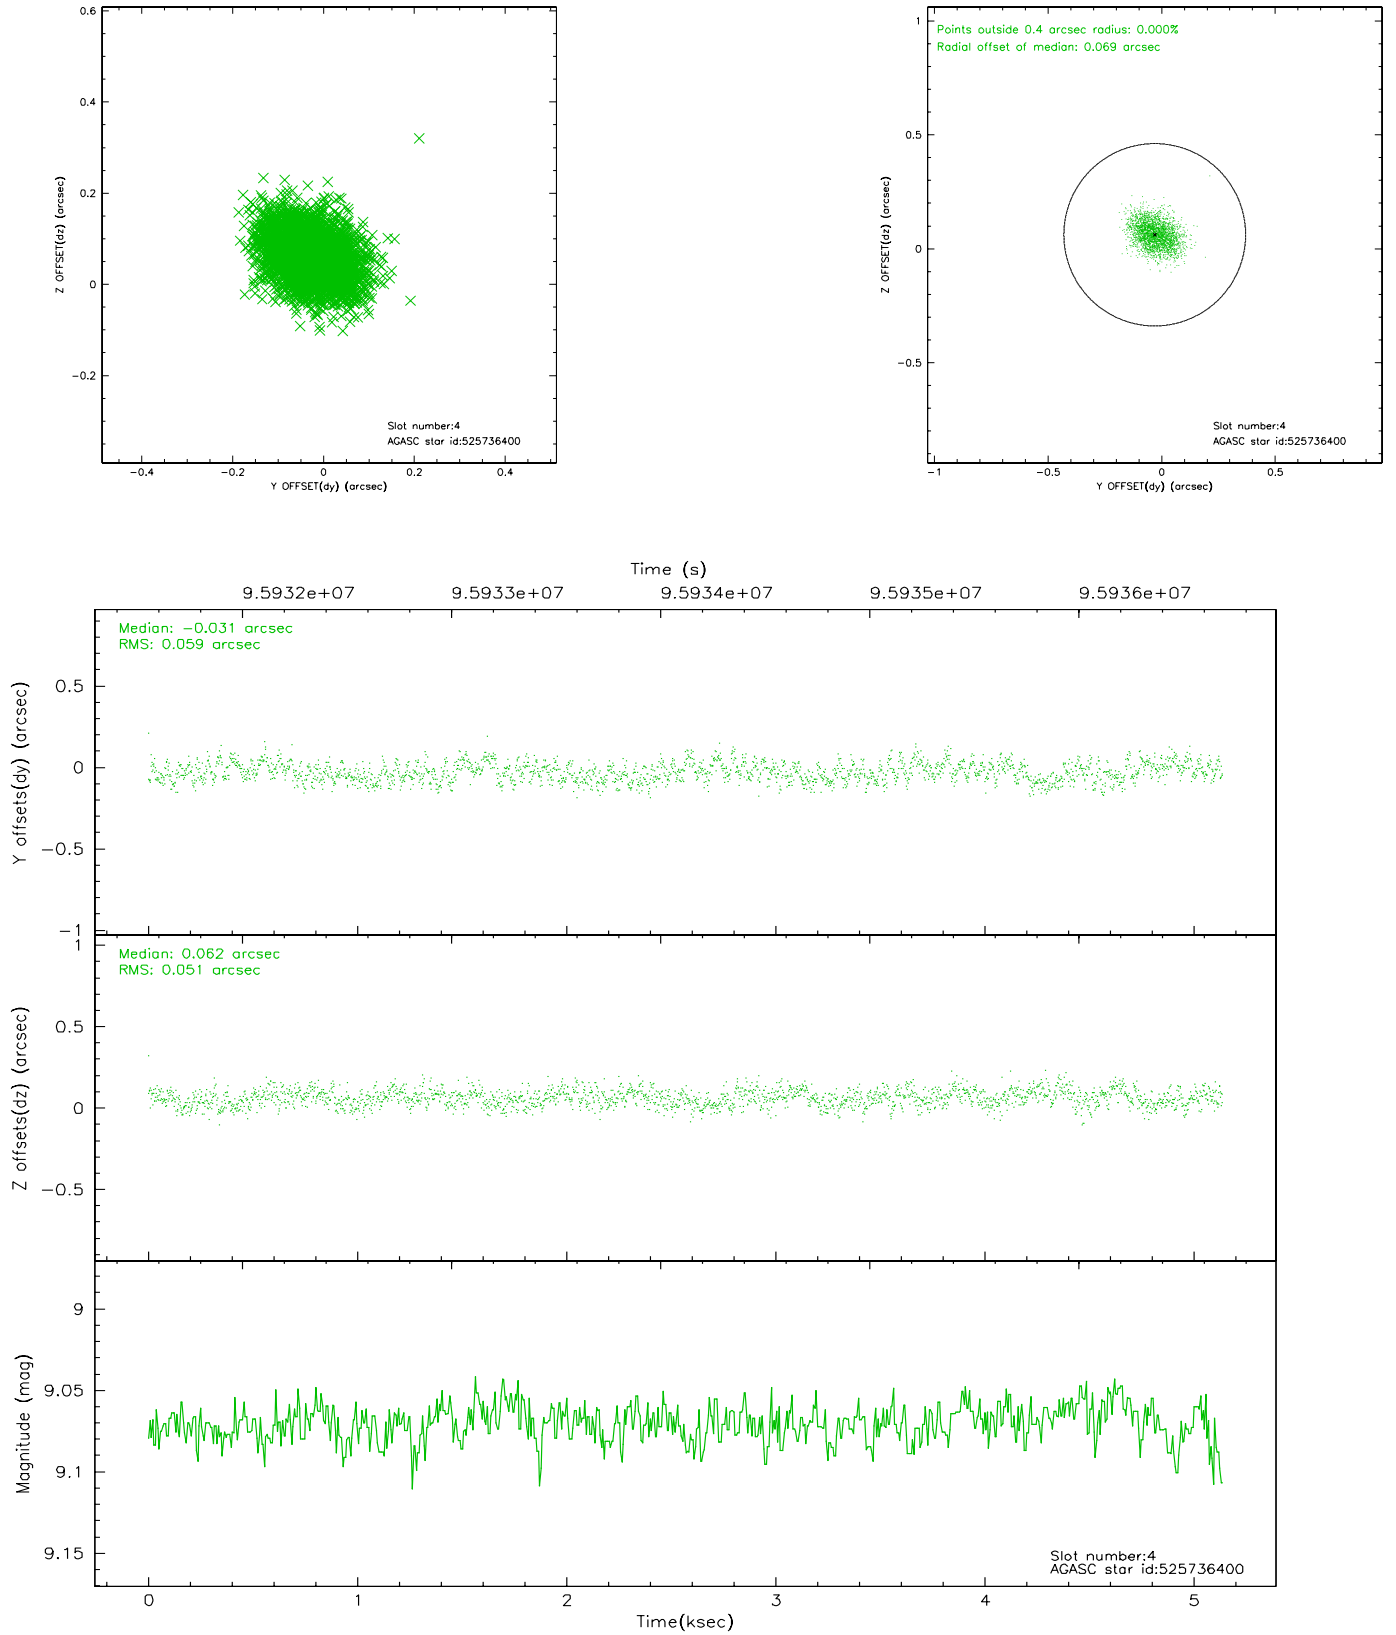 0.6
0.4
0.2
0
−0.2
Z OFFSET(dz) (arcsec)
Slot number:4
AGASC star id:525736400
−0.4 −0.2 0 0.2 0.4
Y OFFSET(dy) (arcsec)
Points outside 0.4 arcsec radius: 0.000%
Radial offset of median: 0.069 arcsec
1
0.5
0
−0.5
Z OFFSET(dz) (arcsec)
Slot number:4
AGASC star id:525736400
−1 −0.5 0 0.5
Y OFFSET(dy) (arcsec)
Time (s)
9.5932e+07 9.5933e+07 9.5934e+07 9.5935e+07 9.5936e+07
Median: −0.031 arcsec
RMS: 0.059 arcsec
0.5
0
−0.5
−1
Y offsets(dy) (arcsec)
Median: 0.062 arcsec
RMS: 0.051 arcsec
1
0.5
0
−0.5
Z offsets(dz) (arcsec)
9
9.05
9.1
9.15
Magnitude (mag)
Slot number:4
AGASC star id:525736400
0 1 2 3 4 5
Time(ksec)